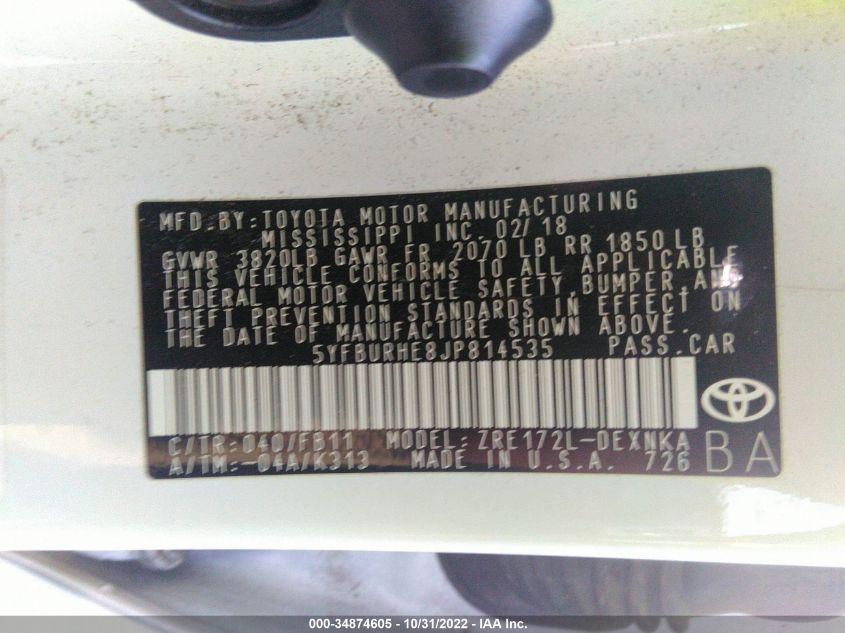 MFD.BY:TOYOTA MOTOR MANUFACTURING
MISSISSIPPI INC. 02/18
GVWR 3820LB GAWR FR 2070 LB RR 1850LB
THIS VEHICLE CONFORMS TO ALL APPLICABLE
FEDERAL MOTOR VEHICLE SAFETY,BUMPER,AND
THEFT PREVENTION STANDARDS IN EFFECT ON
THE DATE OF MANUFACTURE SHOWN ABOVE.
5YFBURHE8JP814535 PASS.CAR
C/TR:040/FB11 MODEL:ZRE172L-DEXNKA
A/TM:-04A/K313 MADE IN U.S.A. 726
BA
000-34874605 - 10/31/2022 - IAA Inc.